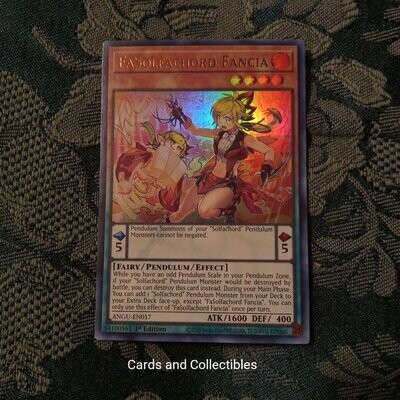 FaSolfachord Fancia
Pendulum Summons of your "Solfachord" Pendulum
Monsters cannot be negated.
5
5
[Fairy/Pendulum/Effect]
While you have an odd Pendulum Scale in your Pendulum Zone,
if your "Solfachord" Pendulum Monster would be destroyed by
battle, you can destroy this card instead. During your Main Phase:
You can add 1 "Solfachord" Pendulum Monster from your Deck to
your Extra Deck face-up, except "FaSolfachord Fancia". You can
only use this effect of "FaSolfachord Fancia" once per turn.
ANGU-EN017
ATK/1600 DEF/ 400
1st Edition
Cards and Collectibles